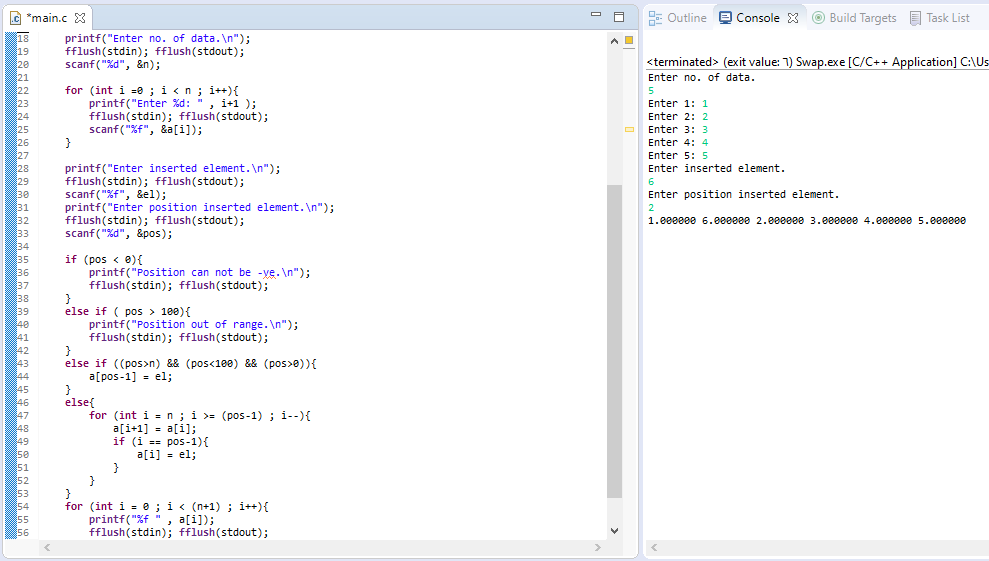 *main.c
18 printf("Enter no. of data.\n");
19 fflush(stdin); fflush(stdout);
20 scanf("%d", &n);
21
22 for (int i =0 ; i < n ; i++){
23 printf("Enter %d: " , i+1 );
24 fflush(stdin); fflush(stdout);
25 scanf("%f", &a[i]);
26 }
27
28 printf("Enter inserted element.\n");
29 fflush(stdin); fflush(stdout);
30 scanf("%f", &el);
31 printf("Enter position inserted element.\n");
32 fflush(stdin); fflush(stdout);
33 scanf("%d", &pos);
34
35 if (pos < 0){
36 printf("Position can not be -ve.\n");
37 fflush(stdin); fflush(stdout);
38 }
39 else if ( pos > 100){
40 printf("Position out of range.\n");
41 fflush(stdin); fflush(stdout);
42 }
43 else if ((pos>n) && (pos<100) && (pos>0)){
44 a[pos-1] = el;
45 }
46 else{
47 for (int i = n ; i >= (pos-1) ; i--){
48 a[i+1] = a[i];
49 if (i == pos-1){
50 a[i] = el;
51 }
52 }
53 }
54 for (int i = 0 ; i < (n+1) ; i++){
55 printf("%f " , a[i]);
56 fflush(stdin); fflush(stdout);
Outline Console Build Targets Task List
<terminated> (exit value: ) Swap.exe [C/C++ Application] C:\Us
Enter no. of data.
5
Enter 1: 1
Enter 2: 2
Enter 3: 3
Enter 4: 4
Enter 5: 5
Enter inserted element.
6
Enter position inserted element.
2
1.000000 6.000000 2.000000 3.000000 4.000000 5.000000